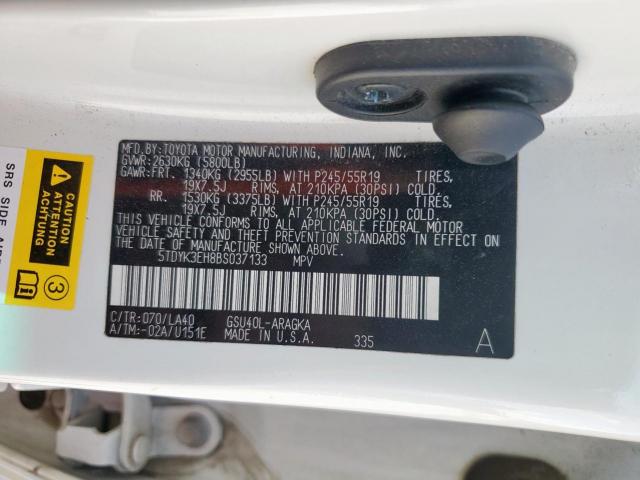 MFD.BY:TOYOTA MOTOR MANUFACTURING, INDIANA, INC.
GVWR:2630KG (5800LB)
GAWR:FRT. 1340KG (2955LB) WITH P245/55R19 TIRES,
19X7.5J RIMS, AT 210KPA (30PSI) COLD.
RR. 1530KG (3375LB) WITH P245/55R19 TIRES,
19X7.5J RIMS, AT 210KPA (30PSI) COLD.
THIS VEHICLE CONFORMS TO ALL APPLICABLE FEDERAL MOTOR
VEHICLE SAFETY AND THEFT PREVENTION STANDARDS IN EFFECT
ON THE DATE OF MANUFACTURE SHOWN ABOVE.
5TDYK3EH8BS037133 MPV
C/TR:070/LA40 GSU40L-ARAGKA
A/TM:-02A/U151E MADE IN U.S.A. 335 A
CAUTION
ATTENTION
ACHTUNG
3
SRS SIDE